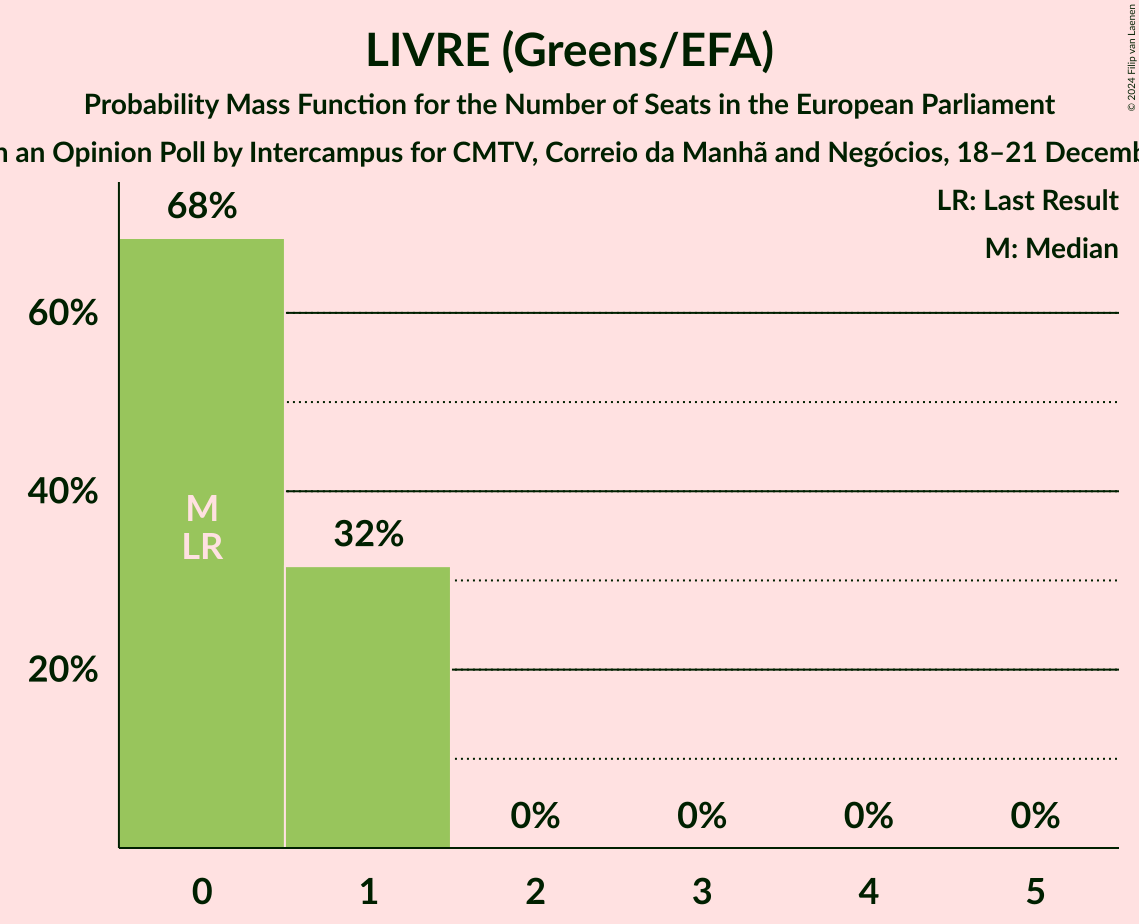 LIVRE (Greens/EFA)
Probability Mass Function for the Number of Seats in the European Parliament
an Opinion Poll by Intercampus for CMTV, Correio da Manhã and Negócios, 18–21
© 2024 Filip van Laenen
LR: Last Result
M: Median
68%
60%
40%
M
LR
32%
20%
0% 0% 0% 0%
0 1 2 3 4 5